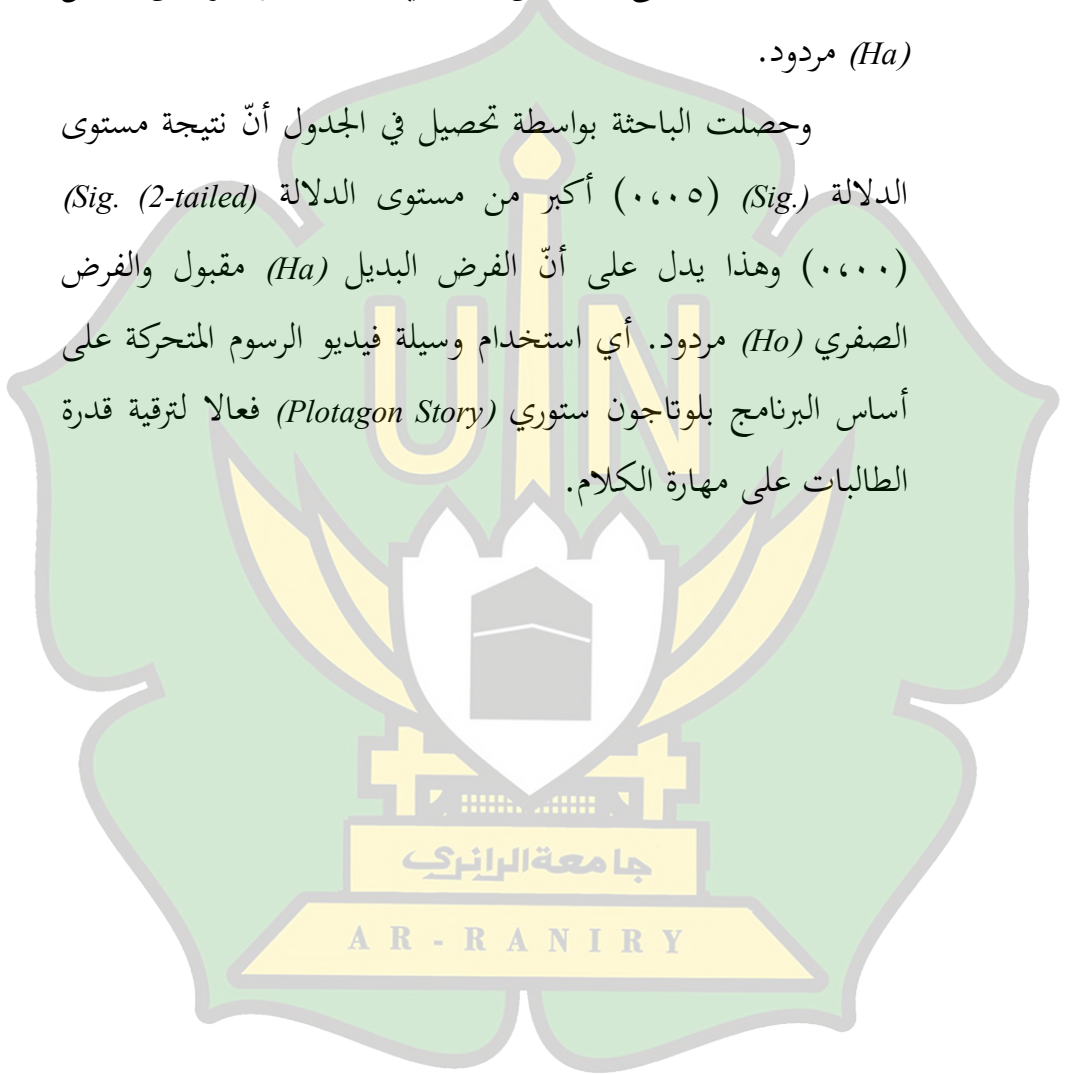 (Ha) مردود.
وحصلت الباحثة بواسطة تحصيل في الجدول أنّ نتيجة مستوى
الدلالة (Sig.) (٠،٠٥) أكبر من مستوى الدلالة (Sig. (2-tailed)
(٠،٠٠) وهذا يدل على أنّ الفرض البديل (Ha) مقبول والفرض
الصفري (Ho) مردود. أي استخدام وسيلة فيديو الرسوم المتحركة على
أساس البرنامج بلوتاجون ستوري (Plotagon Story) فعالا لترقية قدرة
الطالبات على مهارة الكلام.
UIN
جامعة الرانري
AR-RANIRY